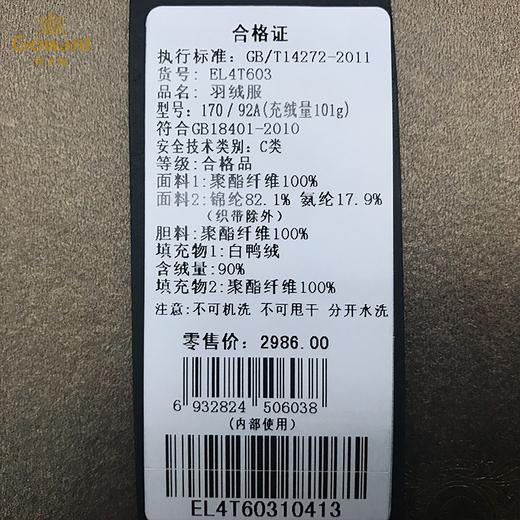 Gowani
合格证
执行标准: GB/T14272-2011
货号: EL4T603
品名: 羽绒服
型号: 170/92A(充绒量101g)
符合GB18401-2010
安全技术类别: C类
等级:合格品
面料1:聚酯纤维100%
面料2:锦纶82.1% 氨纶17.9%
(织带除外)
胆料:聚酯纤维100%
填充物1:白鸭绒
含绒量:90%
填充物2:聚酯纤维100%
注意:不可机洗 不可甩干 分开水洗
零售价: 2986.00
6 932824 506038
(内部使用)
EL4T60310413